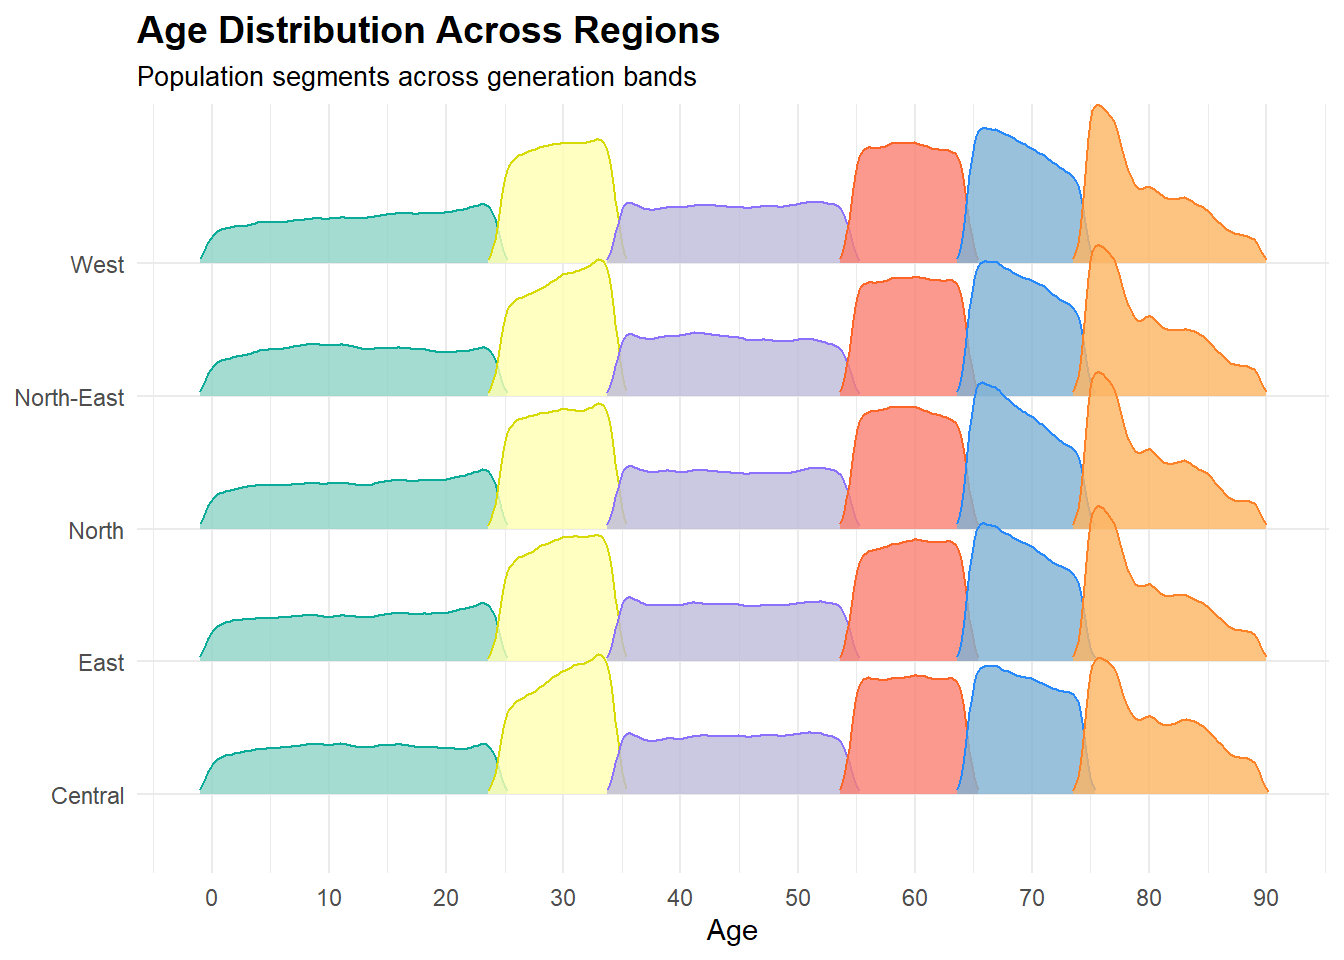 Age Distribution Across Regions
Population segments across generation bands
West
North-East
North
East
Central
0 10 20 30 40 50 60 70 80 90
Age